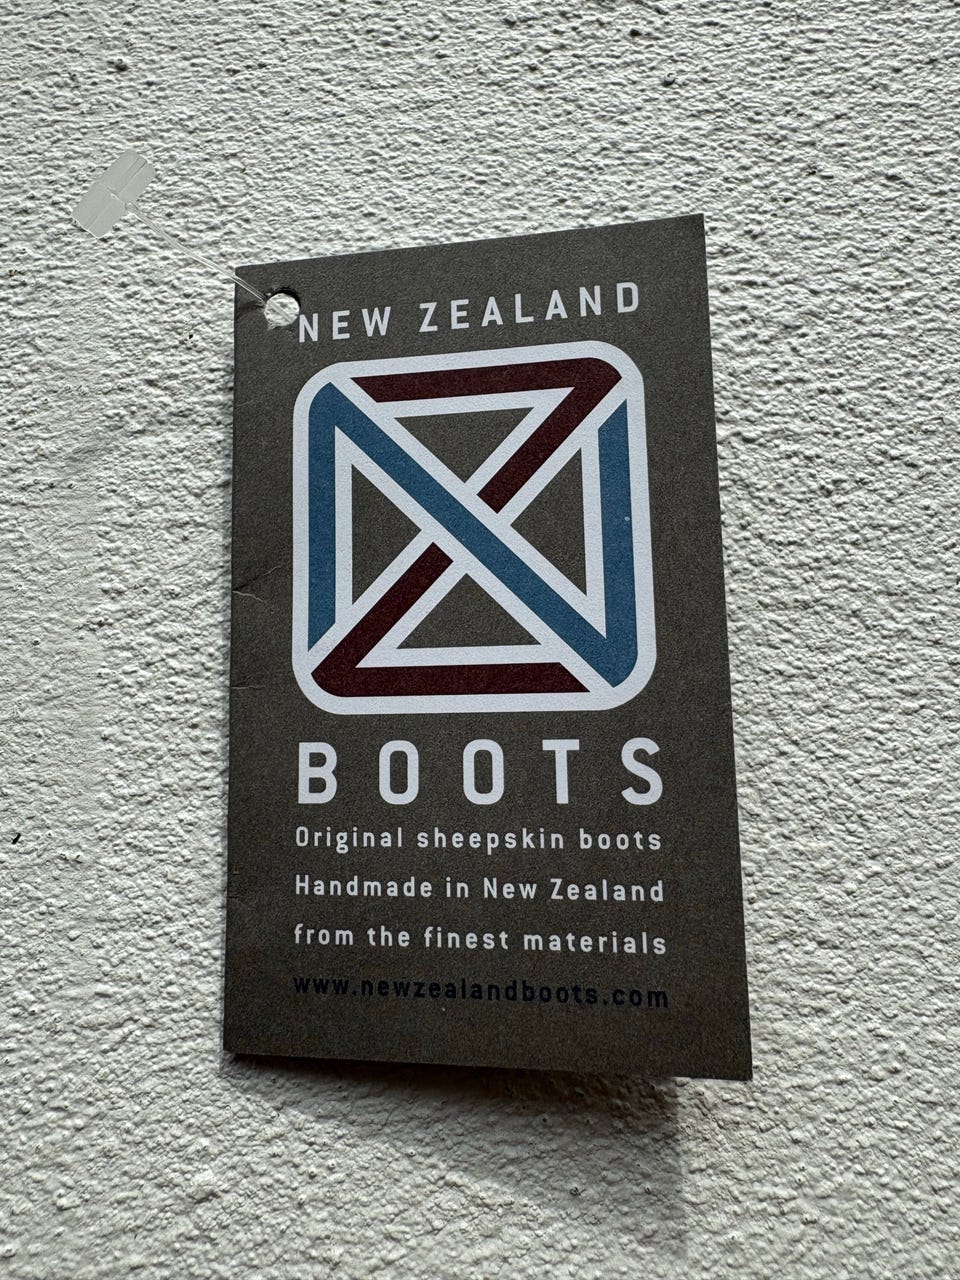 NEW ZEALAND
BOOTS
Original sheepskin boots
Handmade in New Zealand
from the finest materials
www.newzealandboots.com